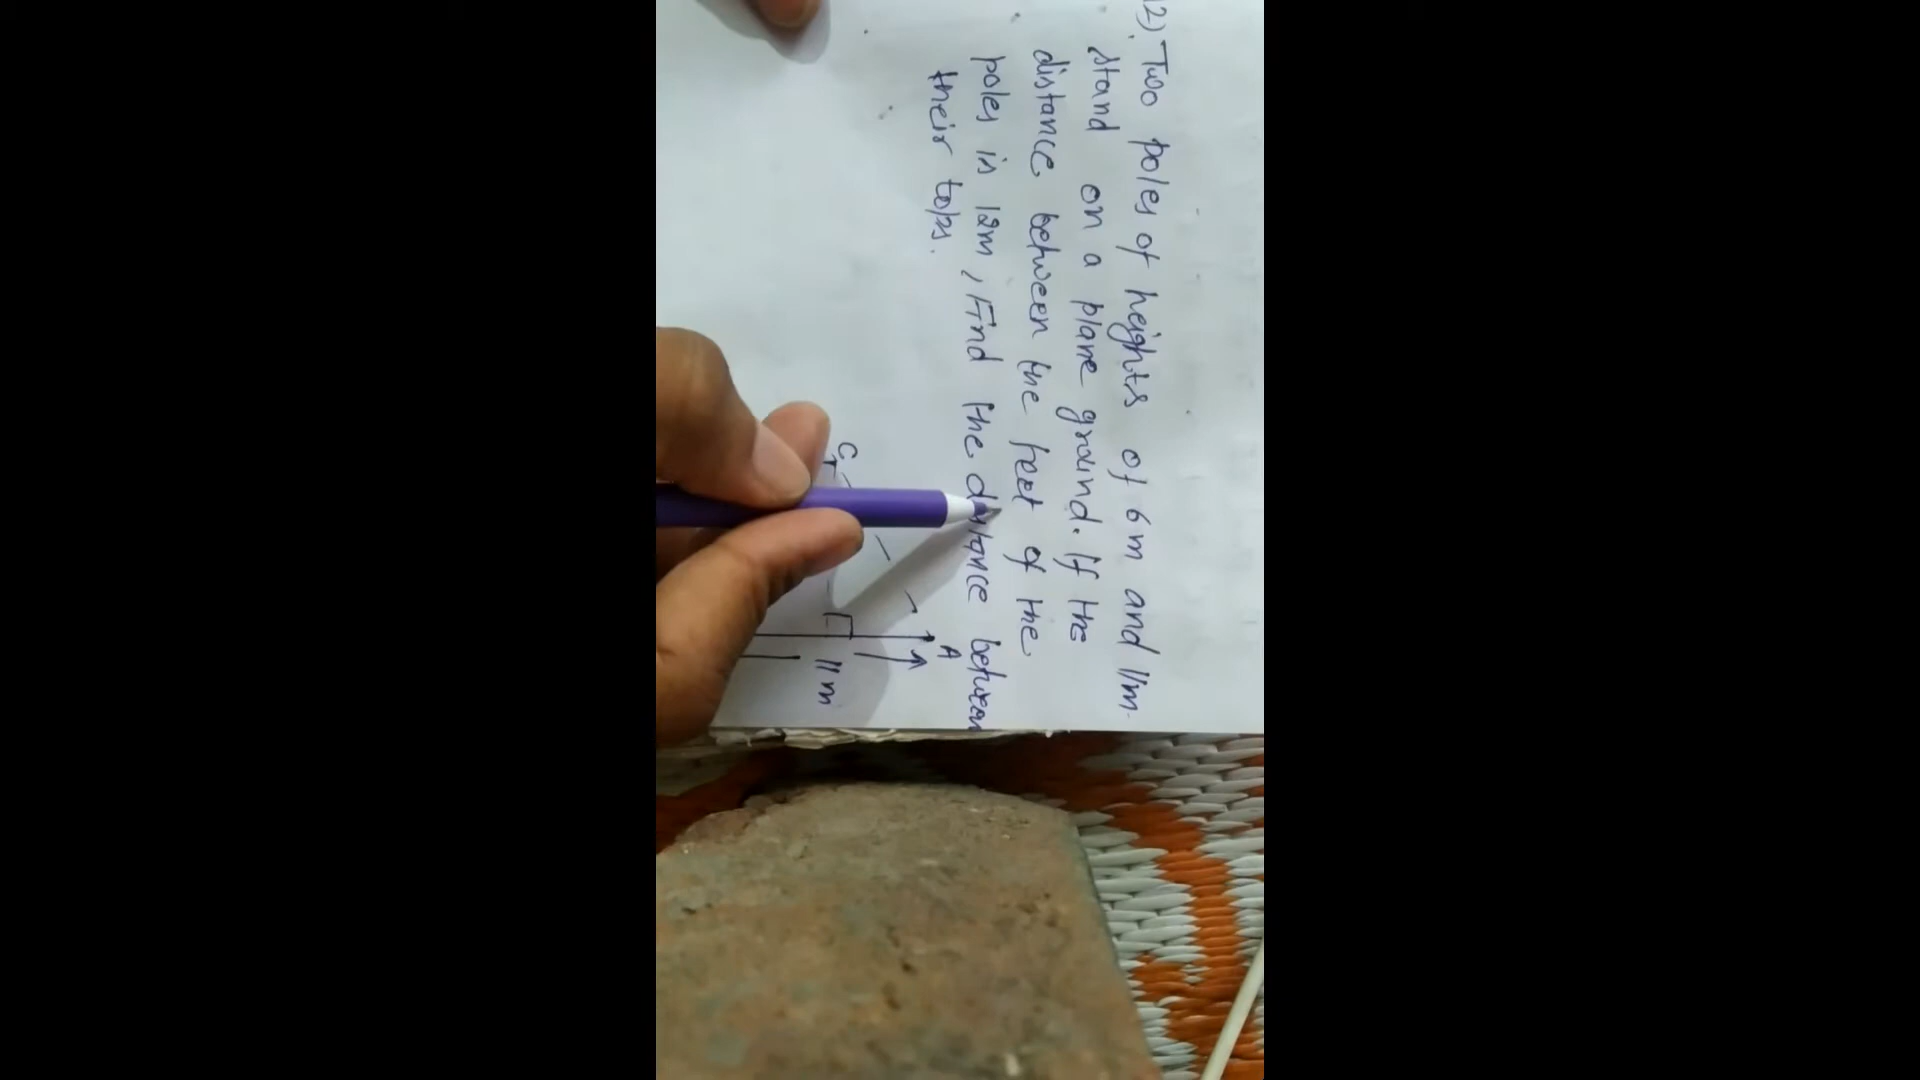 12) Two poles of heights of 6m and 11m.
stand on a plane ground. If the
distance between the feet of the
poles is 12m, Find the distance between
their tops.
C
A
11m